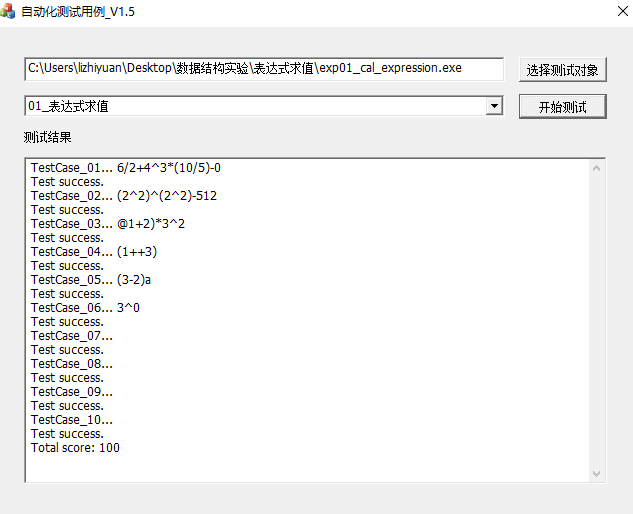 自动化测试用例_V1.5
C:\Users\lizhiyuan\Desktop\数据结构实验\表达式求值\exp01_cal_expression.exe
选择测试对象
01_表达式求值
开始测试
测试结果
TestCase_01... 6/2+4^3*(10/5)-0
Test success.
TestCase_02... (2^2)^(2^2)-512
Test success.
TestCase_03... @1+2)*3^2
Test success.
TestCase_04... (1++3)
Test success.
TestCase_05... (3-2)a
Test success.
TestCase_06... 3^0
Test success.
TestCase_07...
Test success.
TestCase_08...
Test success.
TestCase_09...
Test success.
TestCase_10...
Test success.
Total score: 100